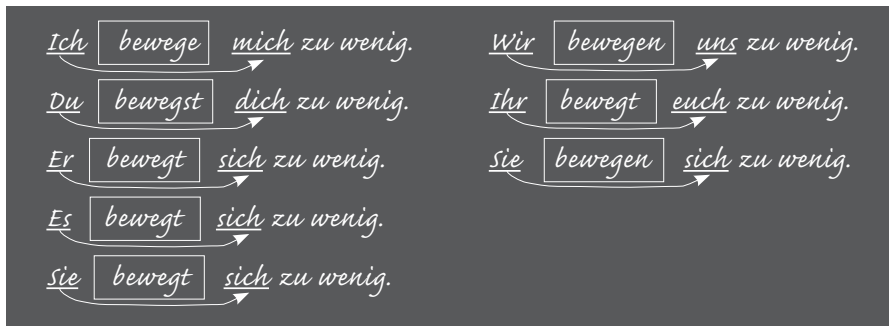 Ich bewege mich zu wenig.
Du bewegst dich zu wenig.
Er bewegt sich zu wenig.
Es bewegt sich zu wenig.
Sie bewegt sich zu wenig.
Wir bewegen uns zu wenig.
Ihr bewegt euch zu wenig.
Sie bewegen sich zu wenig.